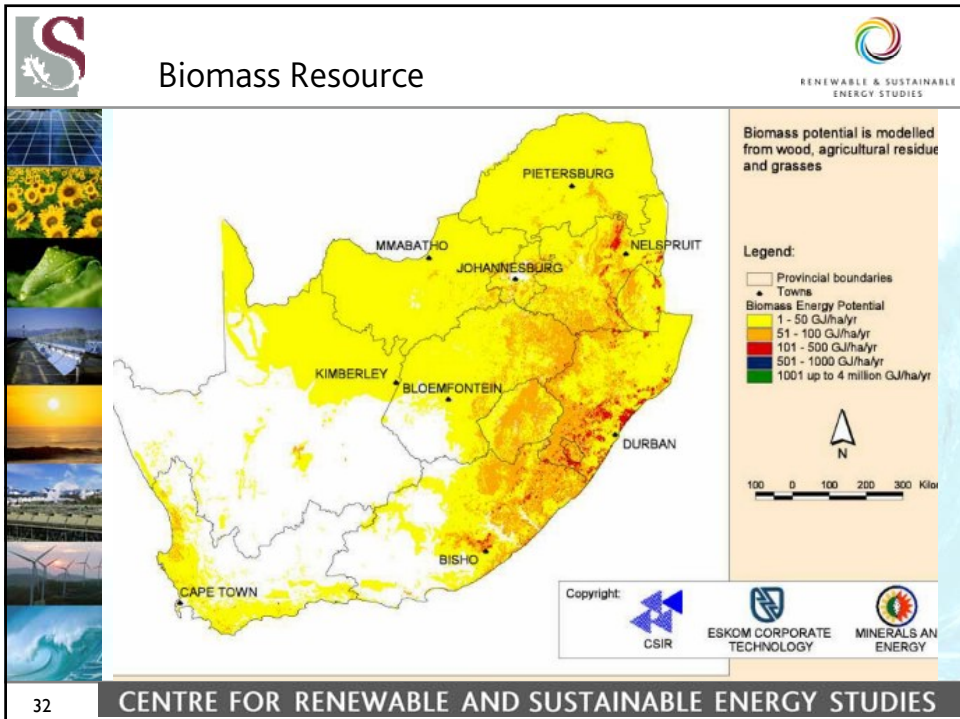 Biomass Resource
RENEWABLE & SUSTAINABLE
ENERGY STUDIES
Biomass potential is modelled
from wood, agricultural residue
and grasses
PIETERSBURG
MMABATHO
NELSPRUIT
JOHANNESBURG
KIMBERLEY
BLOEMFONTEIN
DURBAN
BISHO
CAPE TOWN
Legend:
Provincial boundaries
Towns
Biomass Energy Potential
1 - 50 GJ/ha/yr
51 - 100 GJ/ha/yr
101 - 500 GJ/ha/yr
501 - 1000 GJ/ha/yr
1001 up to 4 million GJ/ha/yr
N
100 0 100 200 300 Kilo
Copyright:
CSIR
ESKOM CORPORATE
TECHNOLOGY
MINERALS AN
ENERGY
32
CENTRE FOR RENEWABLE AND SUSTAINABLE ENERGY STUDIES